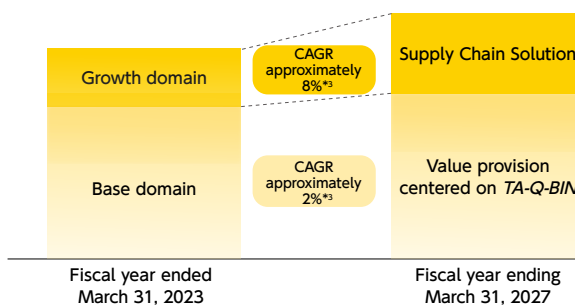 Growth domain
CAGR
approximately
8%*3
Supply Chain Solution
Base domain
CAGR
approximately
2%*3
Value provision
centered on TA-Q-BIN
Fiscal year ended
March 31, 2023
Fiscal year ending
March 31, 2027